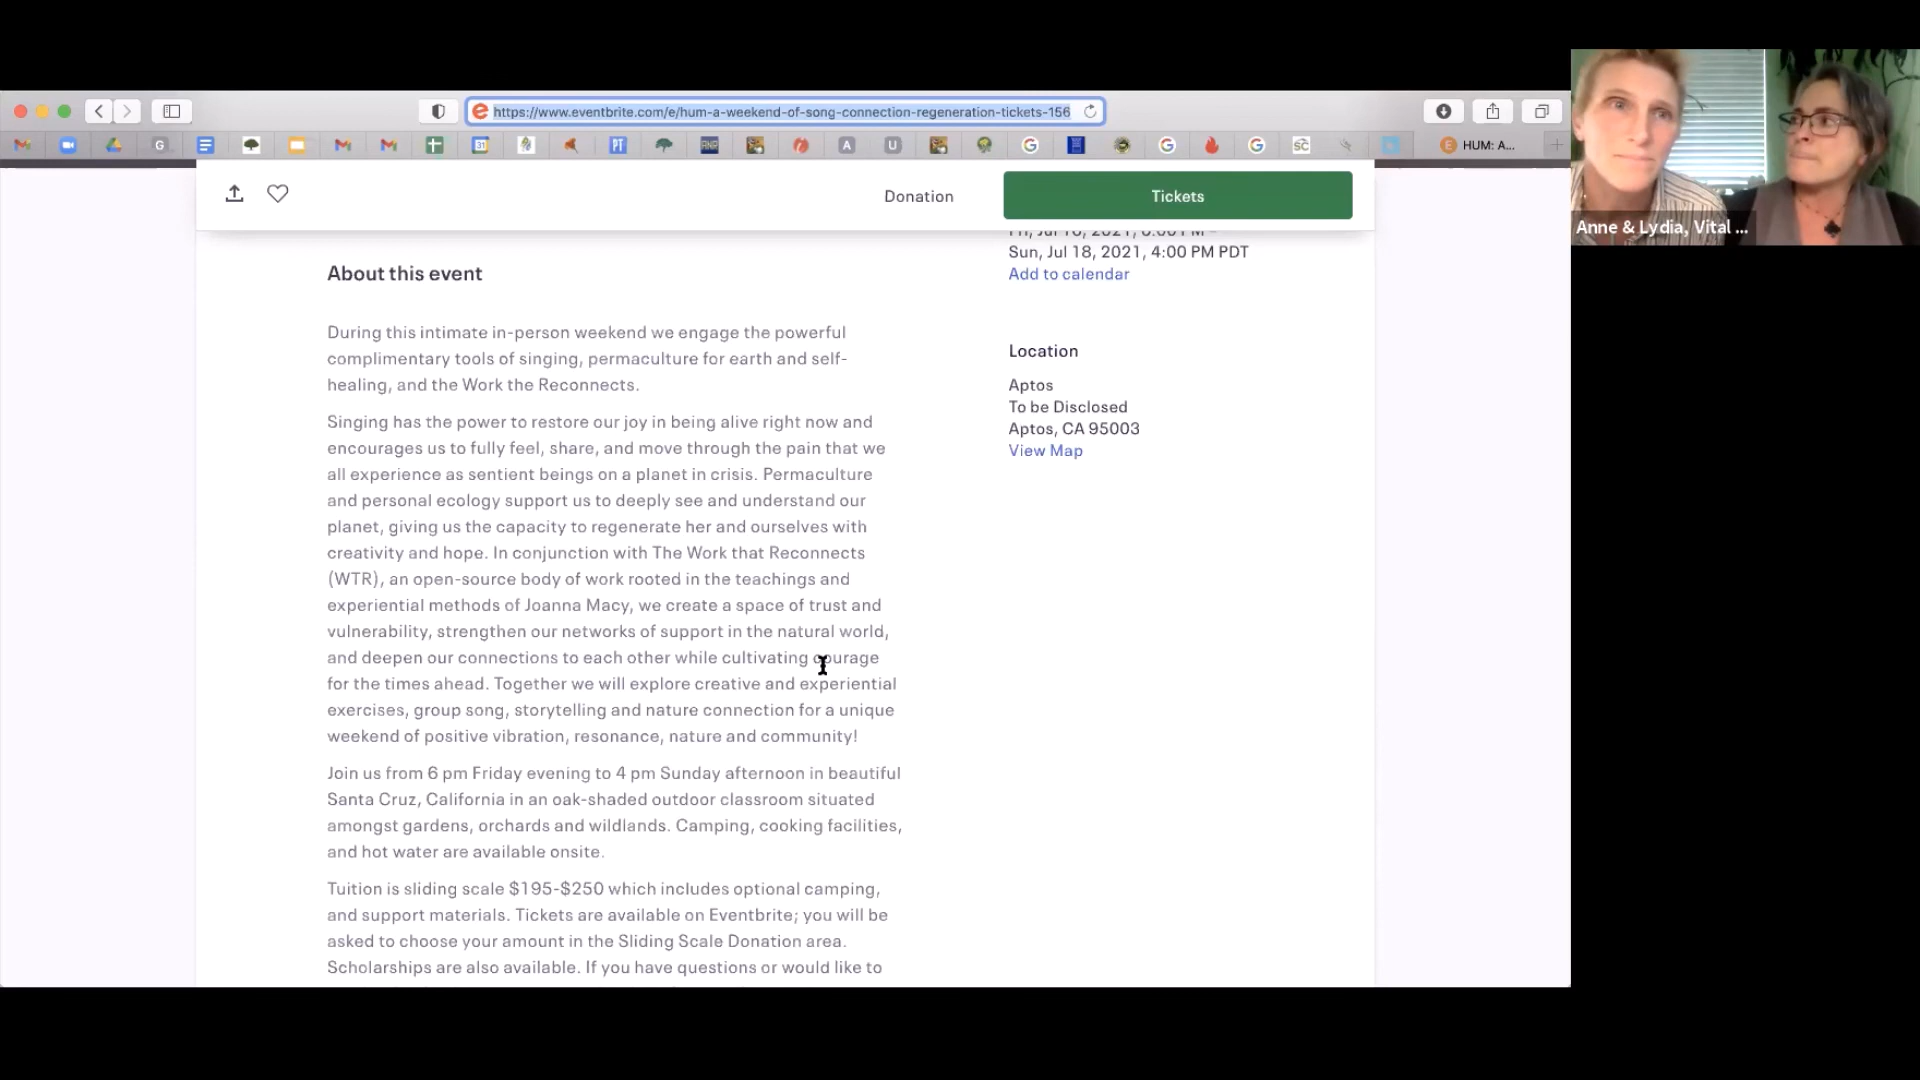 https://www.eventbrite.com/e/hum-a-weekend-of-song-connection-regeneration-tickets-156
HUM: A...
Donation
Tickets
Sun, Jul 18, 2021, 4:00 PM PDT
Add to calendar
Location
Aptos
To be Disclosed
Aptos, CA 95003
View Map
About this event
During this intimate in-person weekend we engage the powerful
complimentary tools of singing, permaculture for earth and self-
healing, and the Work the Reconnects.
Singing has the power to restore our joy in being alive right now and
encourages us to fully feel, share, and move through the pain that we
all experience as sentient beings on a planet in crisis. Permaculture
and personal ecology support us to deeply see and understand our
planet, giving us the capacity to regenerate her and ourselves with
creativity and hope. In conjunction with The Work that Reconnects
(WTR), an open-source body of work rooted in the teachings and
experiential methods of Joanna Macy, we create a space of trust and
vulnerability, strengthen our networks of support in the natural world,
and deepen our connections to each other while cultivating courage
for the times ahead. Together we will explore creative and experiential
exercises, group song, storytelling and nature connection for a unique
weekend of positive vibration, resonance, nature and community!
Join us from 6 pm Friday evening to 4 pm Sunday afternoon in beautiful
Santa Cruz, California in an oak-shaded outdoor classroom situated
amongst gardens, orchards and wildlands. Camping, cooking facilities,
and hot water are available onsite.
Tuition is sliding scale $195-$250 which includes optional camping,
and support materials. Tickets are available on Eventbrite; you will be
asked to choose your amount in the Sliding Scale Donation area.
Scholarships are also available. If you have questions or would like to
Anne & Lydia, Vital ...